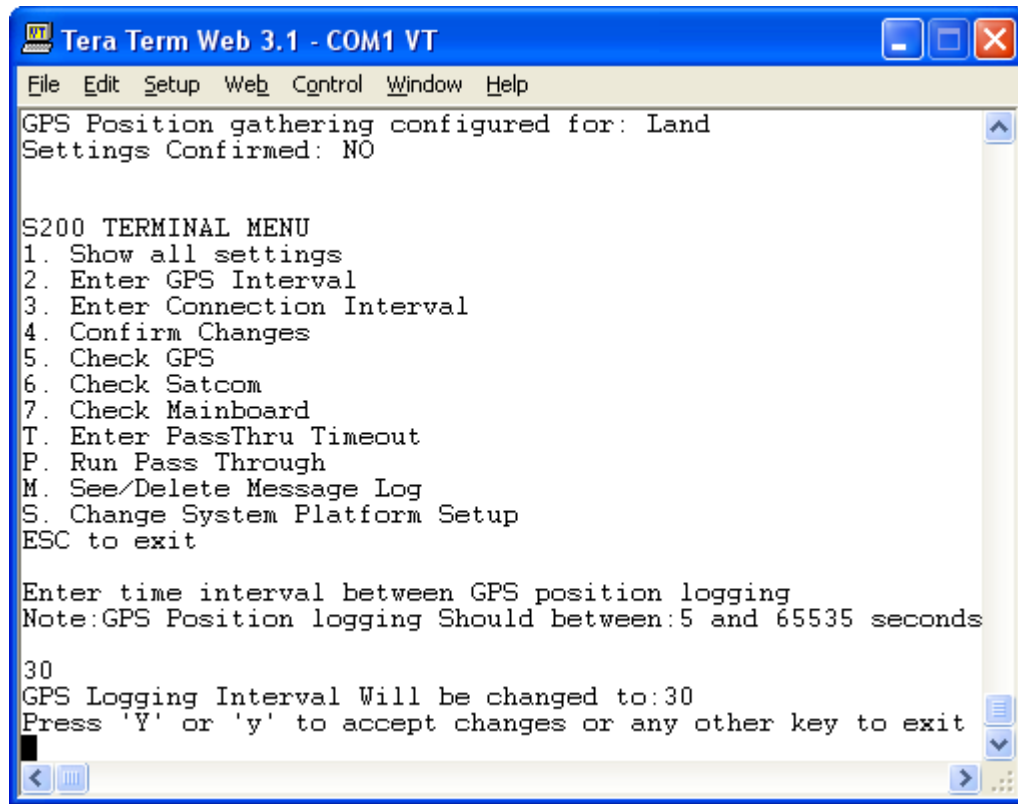 Tera Term Web 3.1 - COM1 VT
File Edit Setup Web Control Window Help
GPS Position gathering configured for: Land
Settings Confirmed: NO
S200 TERMINAL MENU
1. Show all settings
2. Enter GPS Interval
3. Enter Connection Interval
4. Confirm Changes
5. Check GPS
6. Check Satcom
7. Check Mainboard
T. Enter PassThru Timeout
P. Run Pass Through
M. See/Delete Message Log
S. Change System Platform Setup
ESC to exit
Enter time interval between GPS position logging
Note:GPS Position logging Should between:5 and 65535 seconds
30
GPS Logging Interval Will be changed to:30
Press 'Y' or 'y' to accept changes or any other key to exit